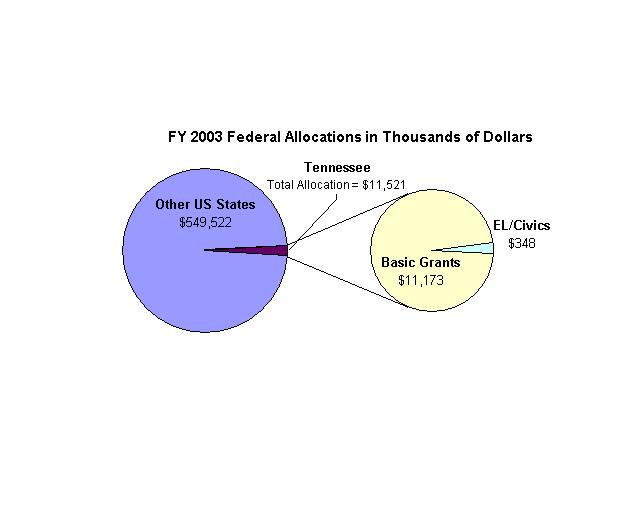 FY 2003 Federal Allocations in Thousands of Dollars
Tennessee
Total Allocation = $11,521
Other US States
$549,522
EL/Civics
$348
Basic Grants
$11,173